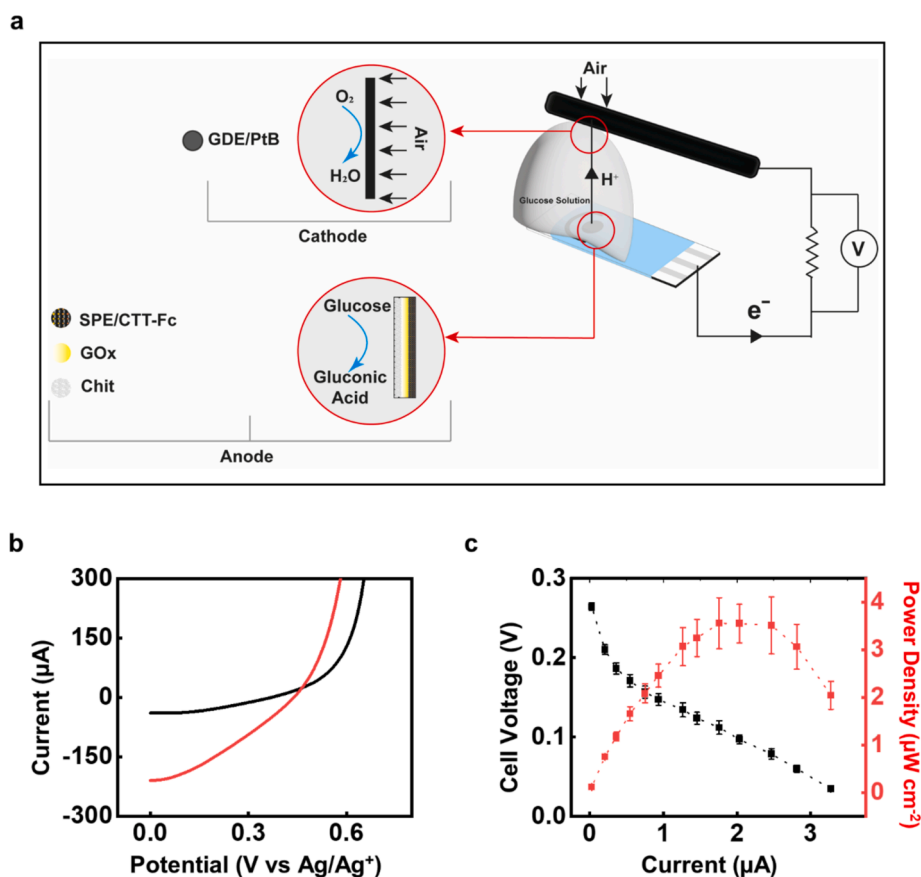 a
Air
O₂
Air
GDE/PtB
H₂O
H⁺
Glucose Solution
Cathode
V
Glucose
e⁻
SPE/CTT-Fc
GOx
Gluconic
Acid
Chit
Anode
b
300
150
0
-150
-300
Current (µA)
0.0 0.3 0.6
Potential (V vs Ag/Ag⁺)
c
0.3
0.2
0.1
0.0
Cell Voltage (V)
4
3
2
1
0
Power Density (µW cm⁻²)
0 1 2 3
Current (µA)